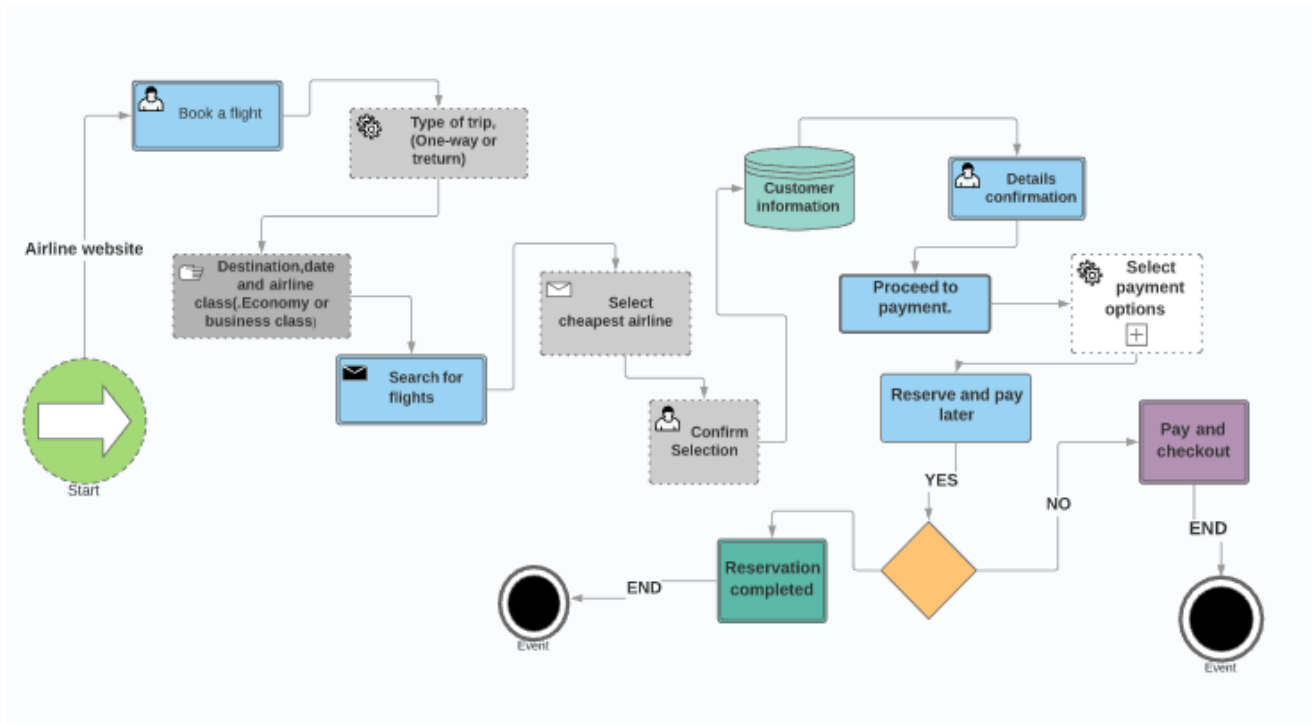 Book a flight
Type of trip,
(One-way or
treturn)
Airline website
Destination,date
and airline
class(.Economy or
business class)
Search for
flights
Start
Select
cheapest airline
Confirm
Selection
Customer
information
Details
confirmation
Proceed to
payment.
Select
payment
options
Reserve and pay
later
YES
NO
Pay and
checkout
END
Event
Reservation
completed
END
Event